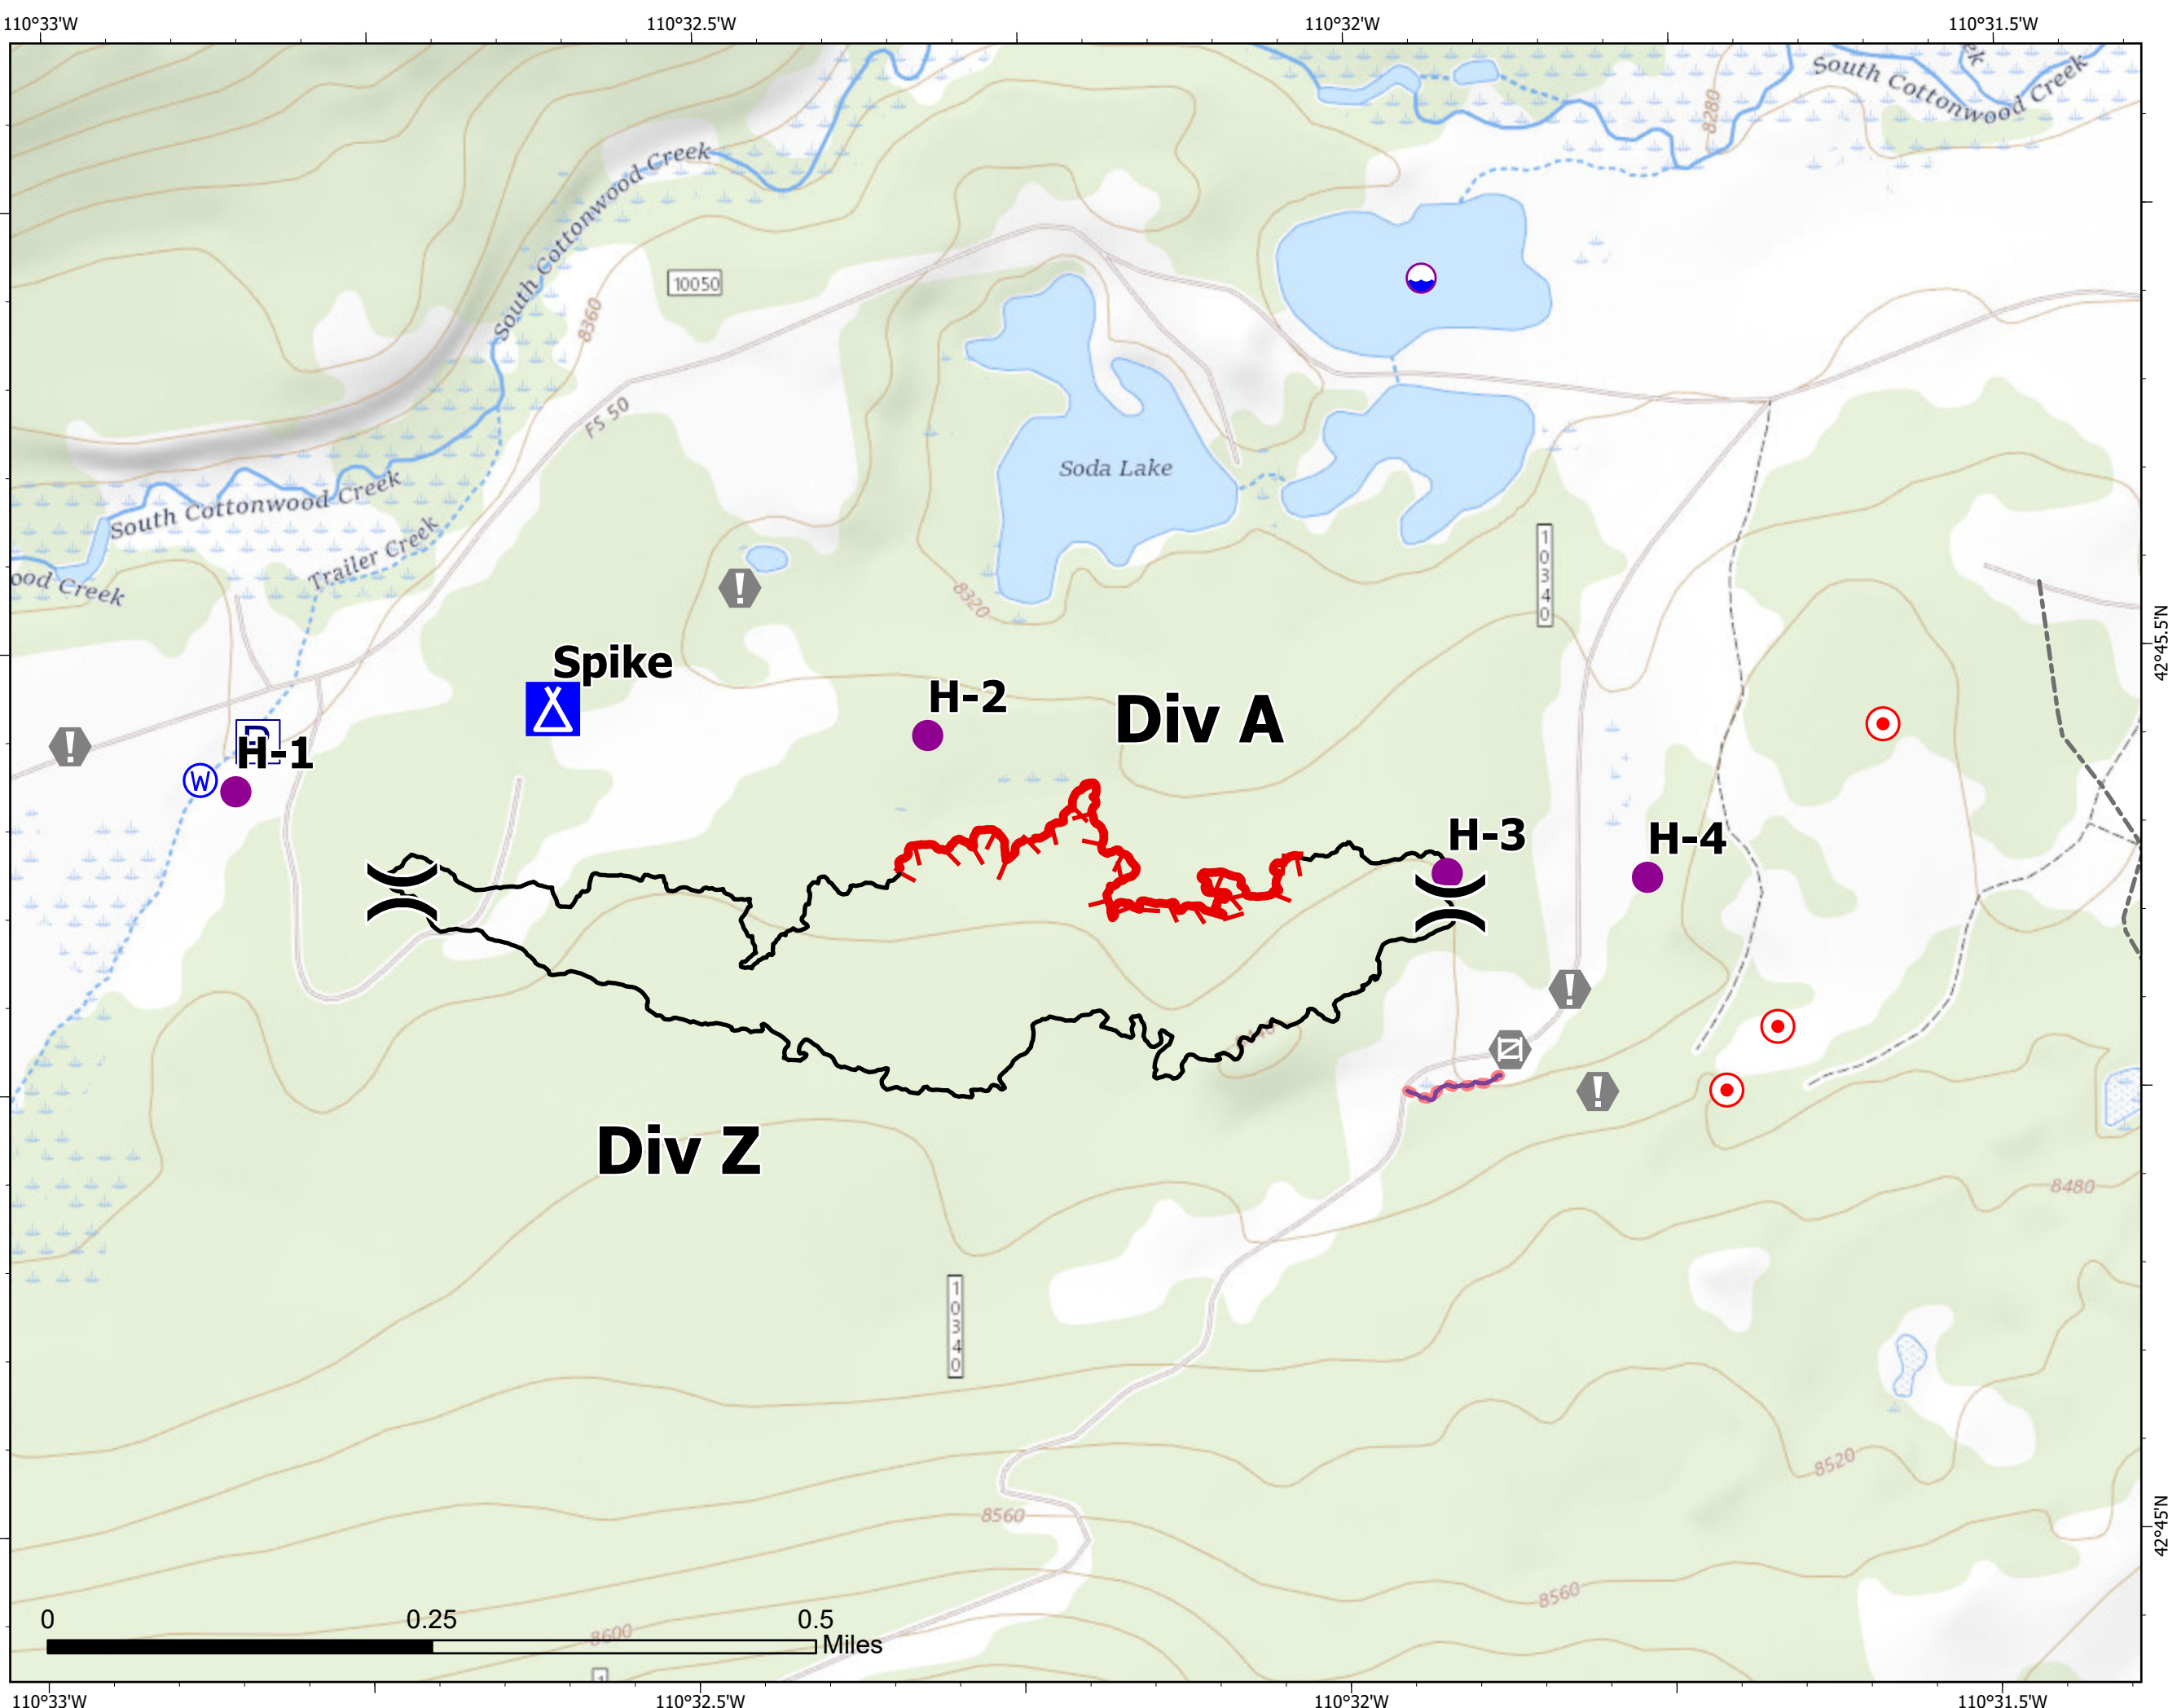 110°33'W
110°32.5'W
110°32'W
110°31.5'W
South Cottonwood Creek
ek
8280
South Cottonwood Creek
10050
8360
FS 50
Soda Lake
South Cottonwood Creek
Trailer Creek
ood Creek
8320
10340
42°45.5'N
Spike
H-2
Div A
D
H-1
W
H-3
H-4
Div Z
8480
10340
8520
8560
8560
42°45'N
0
0.25
0.5
Miles
8600
1
110°33'W
110°32.5'W
110°32'W
110°31.5'W